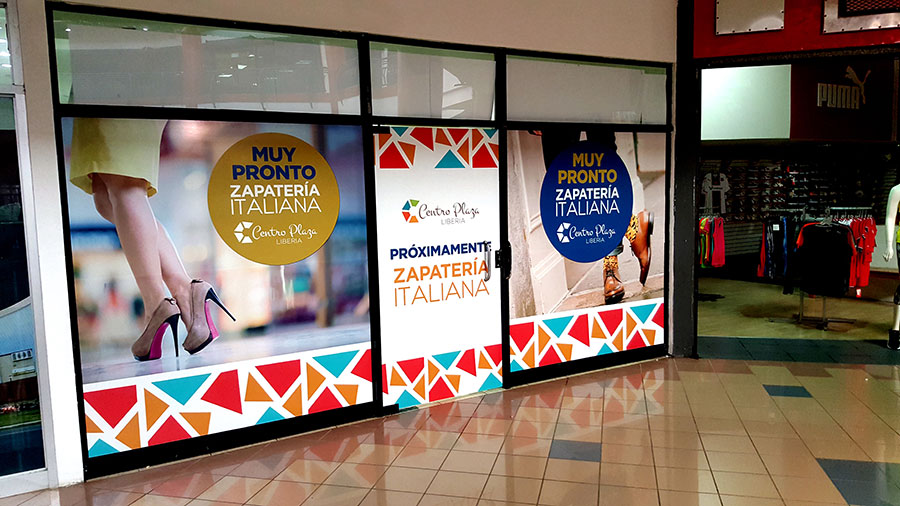 MUY
PRONTO
ZAPATERÍA
ITALIANA
Centro Plaza
LIBERIA
Centro Plaza
LIBERIA
PRÓXIMAMENTE
ZAPATERÍA
ITALIANA
MUY
PRONTO
ZAPATERÍA
ITALIANA
Centro Plaza
LIBERIA
PUMA